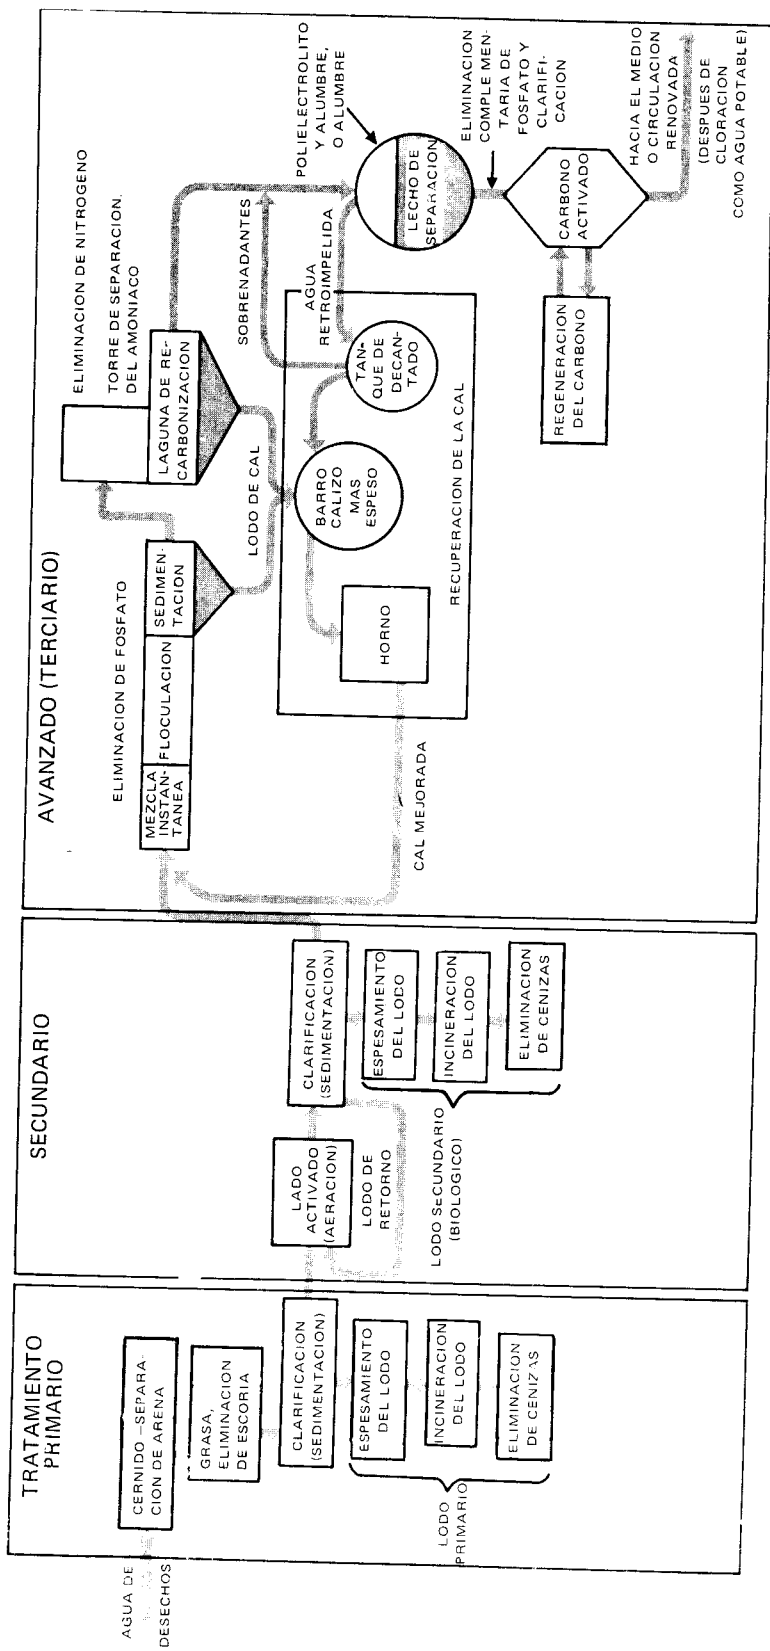 AGUA DE
DESECHOS
TRATAMIENTO
PRIMARIO
CERNIDO –SEPARA-
CION DE ARENA
GRASA,
ELIMINACION
DE ESCORIA
CLARIFICACION
(SEDIMENTACION)
ESPESAMIENTO
DEL LODO
INCINERACION
DEL LODO
ELIMINACION
DE CENIZAS
LODO
PRIMARIO
SECUNDARIO
LADO
ACTIVADO
(AERACION)
CLARIFICACION
(SEDIMENTACION)
LODO DE
RETORNO
ESPESAMIENTO
DEL LODO
INCINERACION
DEL LODO
ELIMINACION
DE CENIZAS
LODO SECUNDARIO
(BIOLOGICO)
AVANZADO (TERCIARIO)
ELIMINACION DE FOSFATO
MEZCLA
INSTAN-
TANEA
FLOCULACION
SEDIMEN-
TACION
ELIMINACION DE NITROGENO
TORRE DE SEPARACION.
DEL AMONIACO
LAGUNA DE RE-
CARBONIZACION
LODO DE CAL
SOBRENADANTES
AGUA
RETROIMPELIDA
TAN-
QUE DE
DECAN-
TADO
BARRO
CALIZO
MAS
ESPESO
HORNO
RECUPERACION DE LA CAL
CAL MEJORADA
POLIELECTROLITO
Y ALUMBRE,
O ALUMBRE
LECHO DE
SEPARACION
ELIMINACION
COMPLE MEN-
TARIA DE
FOSFATO Y
CLARIFI-
CACION
CARBONO
ACTIVADO
REGENERACION
DEL CARBONO
HACIA EL MEDIO
O CIRCULACION
RENOVADA
(DESPUES DE
CLORACION
COMO AGUA POTABLE)